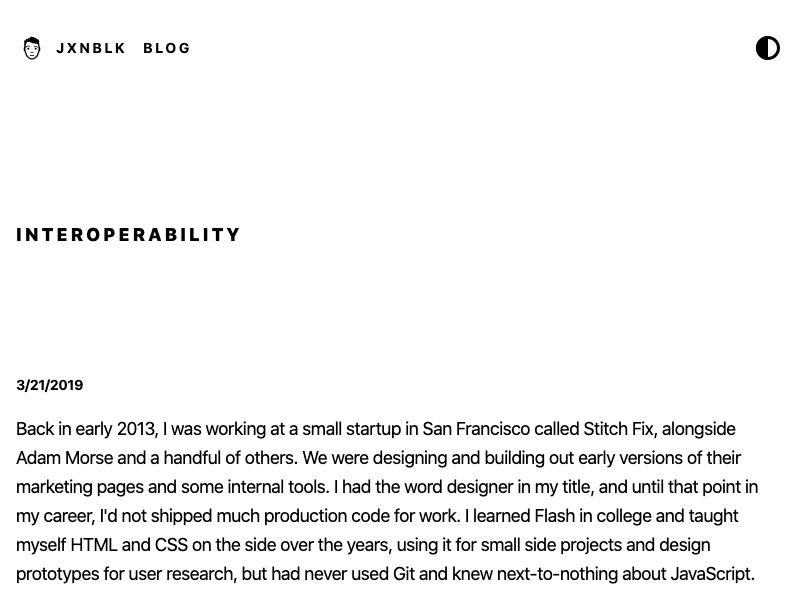 JXNBLK BLOG
INTEROPERABILITY
3/21/2019
Back in early 2013, I was working at a small startup in San Francisco called Stitch Fix, alongside
Adam Morse and a handful of others. We were designing and building out early versions of their
marketing pages and some internal tools. I had the word designer in my title, and until that point in
my career, I'd not shipped much production code for work. I learned Flash in college and taught
myself HTML and CSS on the side over the years, using it for small side projects and design
prototypes for user research, but had never used Git and knew next-to-nothing about JavaScript.